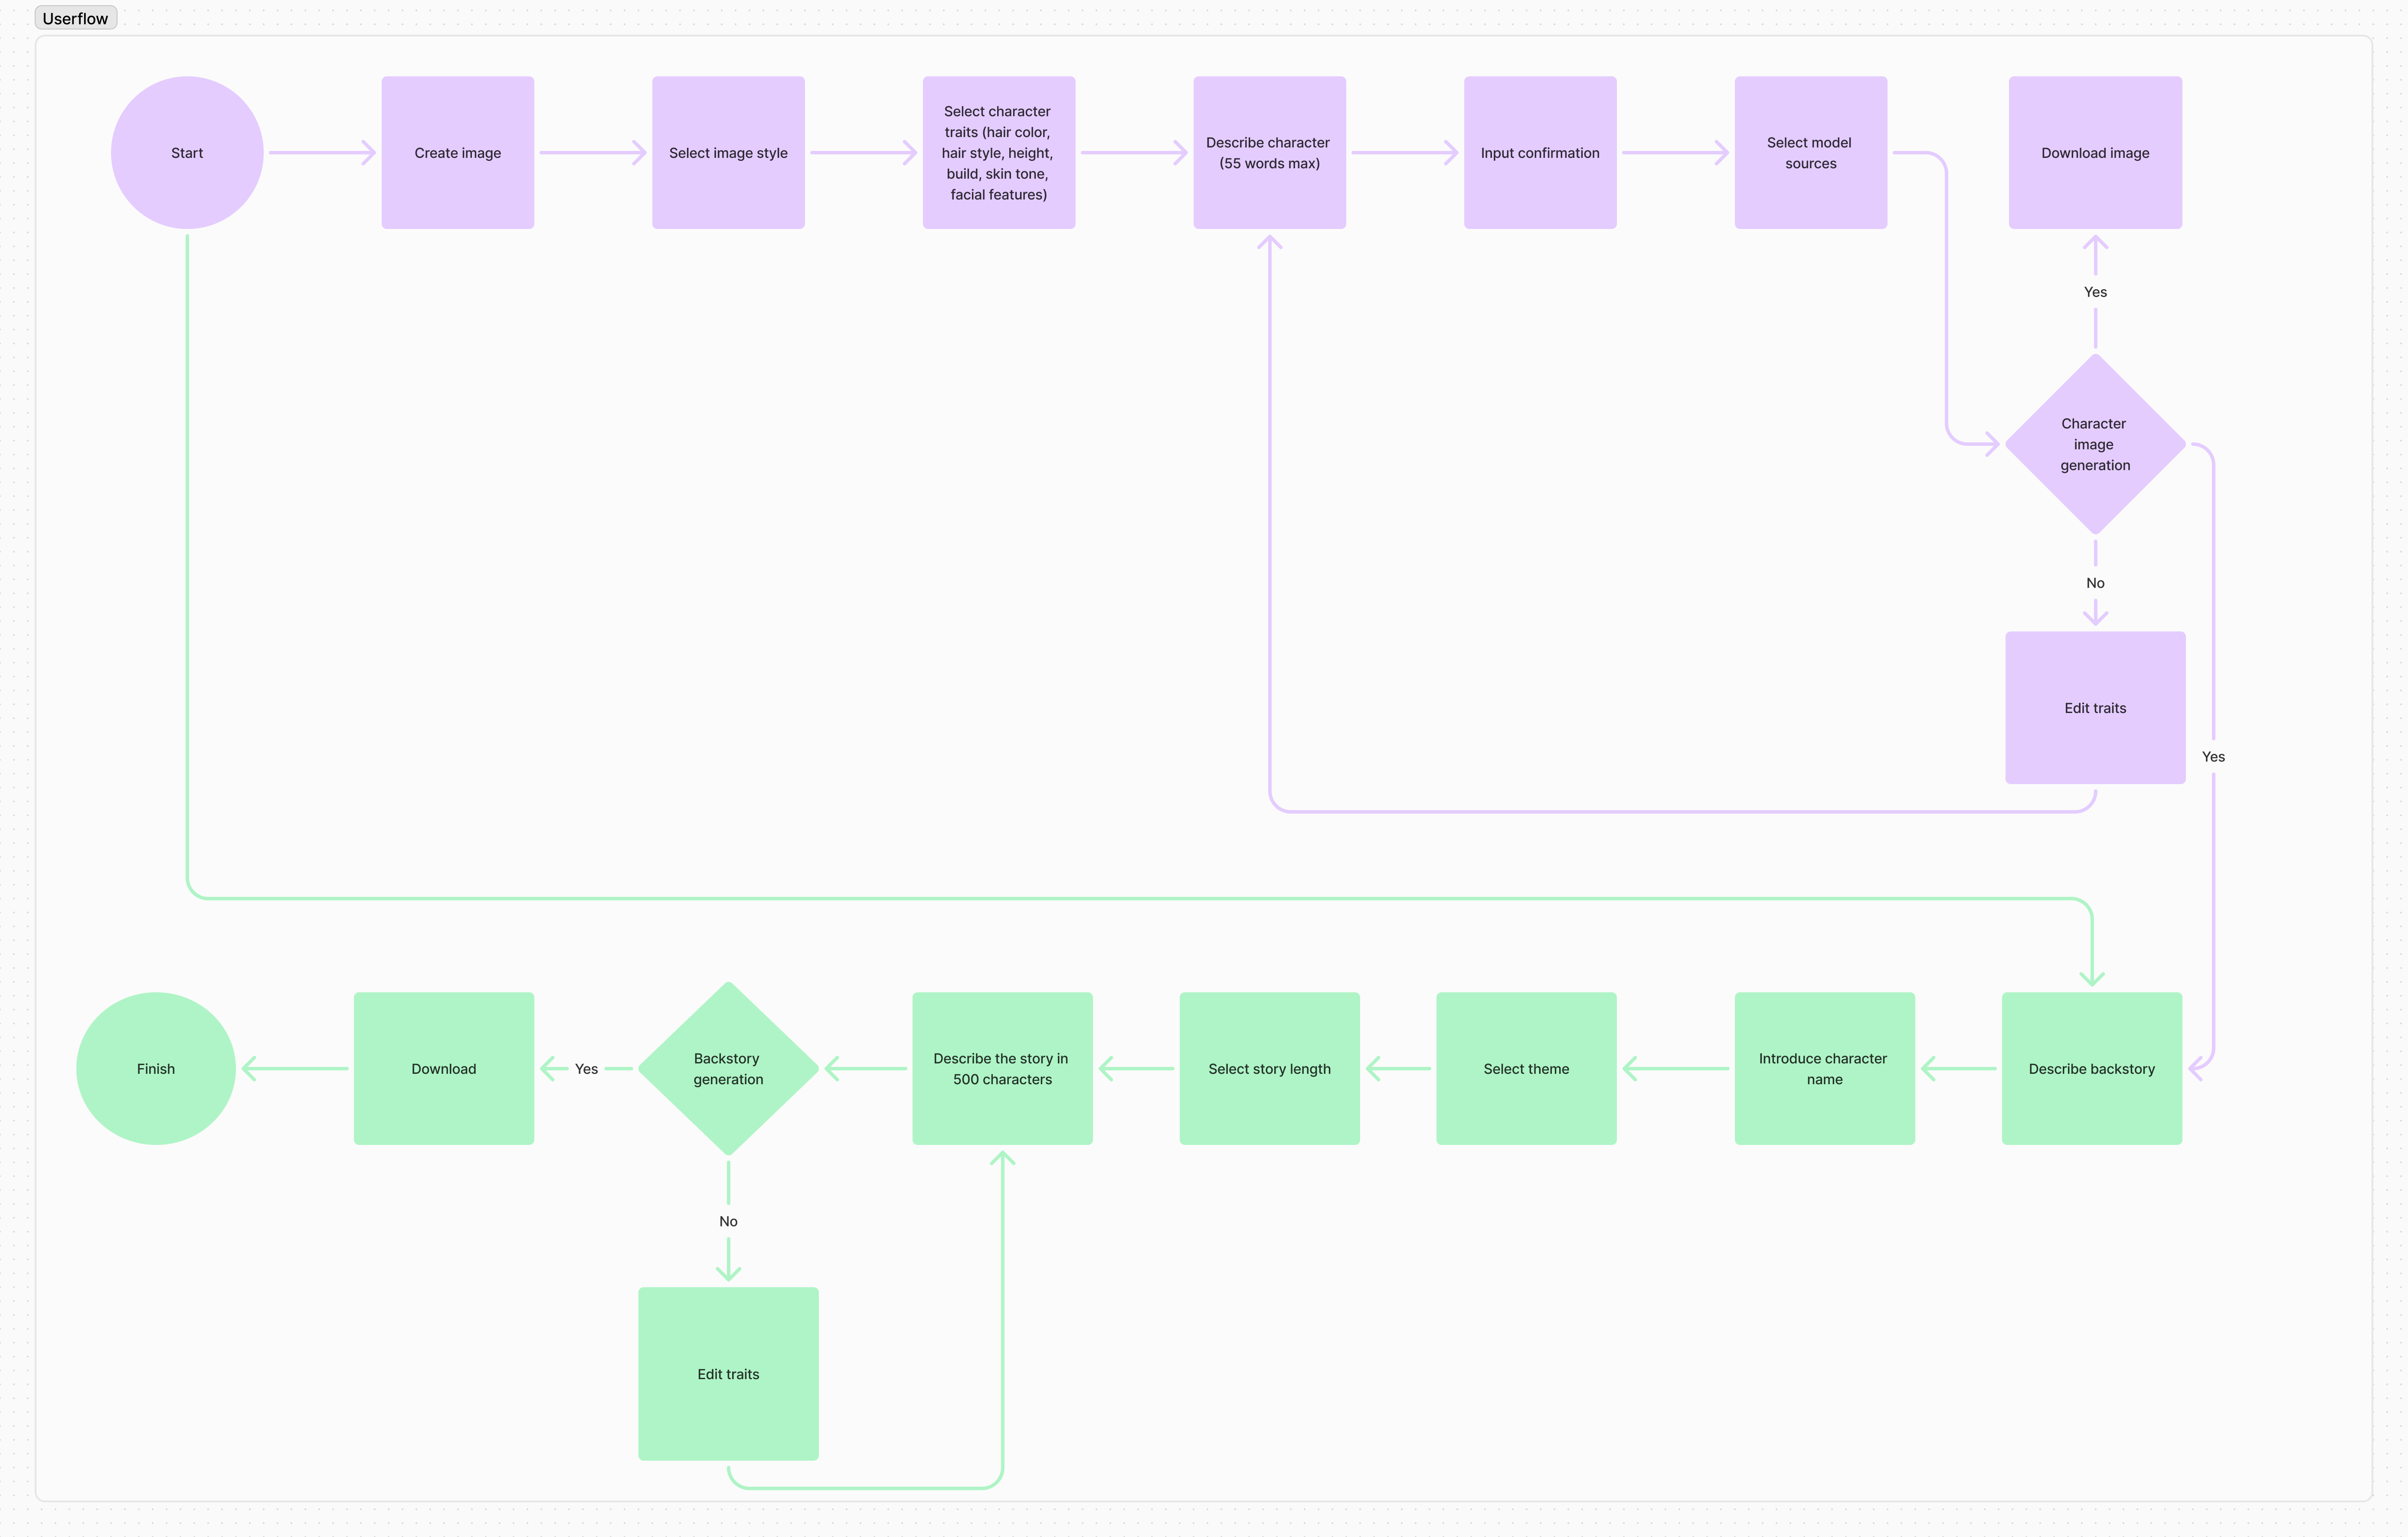 Userflow
Start
Create image
Select image style
Select character
traits (hair color,
hair style, height,
build, skin tone,
facial features)
Describe character
(55 words max)
Input confirmation
Select model
sources
Download image
Yes
Character
image
generation
No
Edit traits
Yes
Finish
Download
Yes
Backstory
generation
Describe the story in
500 characters
Select story length
Select theme
Introduce character
name
Describe backstory
No
Edit traits